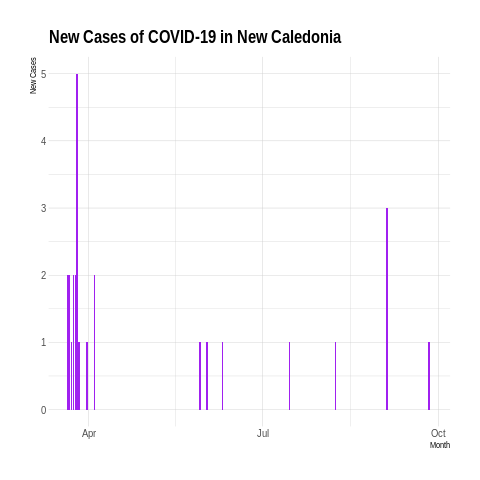 New Cases of COVID-19 in New Caledonia
New Cases
5
4
3
2
1
0
Apr
Jul
Oct
Month